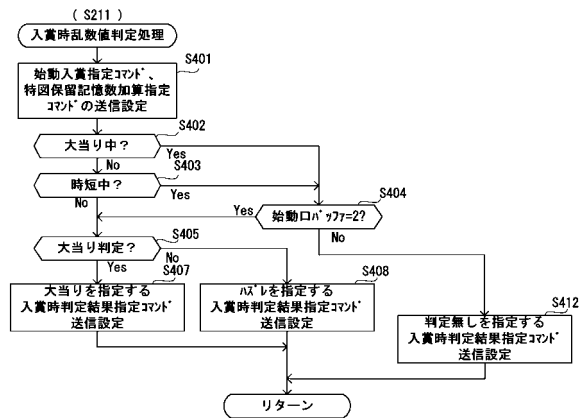 ( S211 )
入賞時乱数値判定処理
S401
始動入賞指定ｺﾏﾝﾄﾞ、
特図保留記憶数加算指定
ｺﾏﾝﾄﾞの送信設定
S402
大当り中？
Yes
No
S403
時短中？
Yes
No
S404
始動口ﾊﾞｯﾌｧ=2?
Yes
No
S405
大当り判定？
No
Yes
S407
大当りを指定する
入賞時判定結果指定ｺﾏﾝﾄﾞ
送信設定
S408
ﾊｽﾞﾚを指定する
入賞時判定結果指定ｺﾏﾝﾄﾞ
送信設定
S412
判定無しを指定する
入賞時判定結果指定ｺﾏﾝﾄﾞ
送信設定
リターン